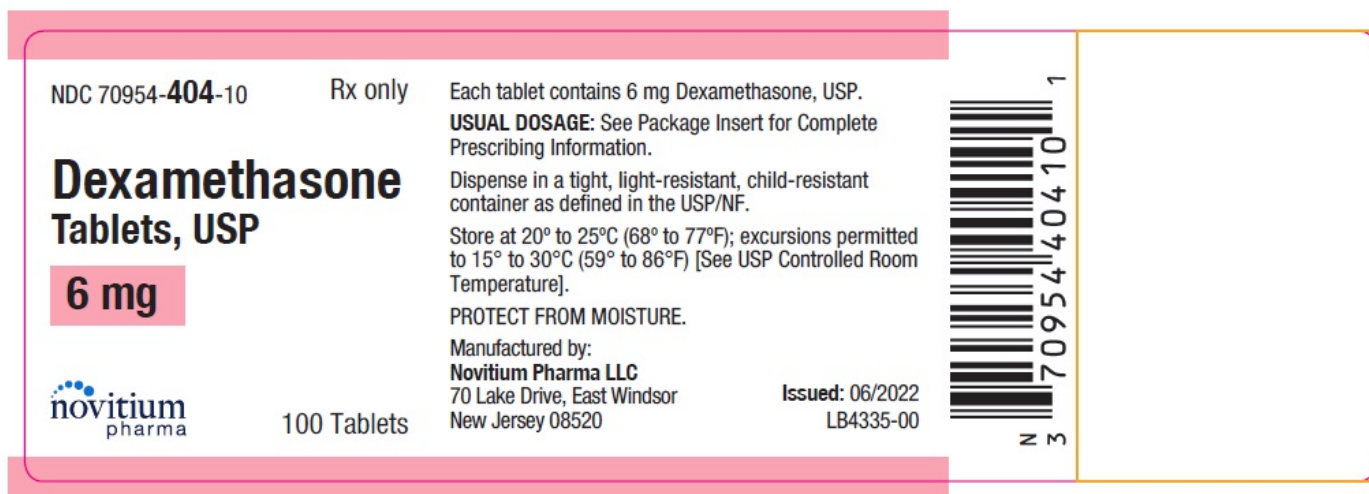 NDC 70954-404-10
Rx only
Dexamethasone
Tablets, USP
6 mg
novitium
pharma
100 Tablets
Each tablet contains 6 mg Dexamethasone, USP.
USUAL DOSAGE: See Package Insert for Complete
Prescribing Information.
Dispense in a tight, light-resistant, child-resistant
container as defined in the USP/NF.
Store at 20º to 25ºC (68º to 77ºF); excursions permitted
to 15° to 30°C (59° to 86°F) [See USP Controlled Room
Temperature].
PROTECT FROM MOISTURE.
Manufactured by:
Novitium Pharma LLC
70 Lake Drive, East Windsor
New Jersey 08520
Issued: 06/2022
LB4335-00
N
3 70954 40410 1